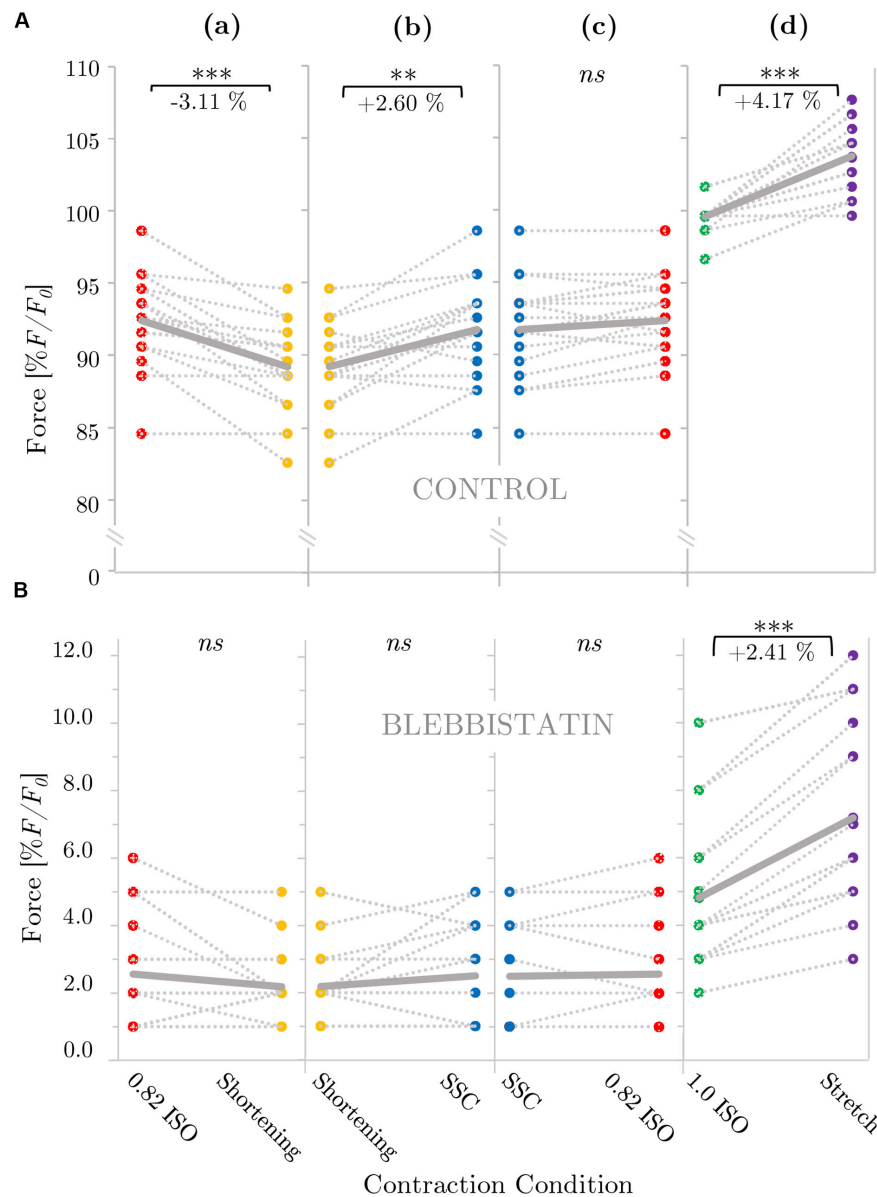 A
(a) (b) (c) (d)
*** ** ns ***
-3.11 % +2.60 % +4.17 %
110
105
100
95
90
85
80
0
Force [%F/F0]
CONTROL
B
ns ns ns ***
+2.41 %
12.0
10.0
8.0
6.0
4.0
2.0
0.0
Force [%F/F0]
BLEBBISTATIN
0.82 ISO Shortening Shortening SSC SSC 0.82 ISO 1.0 ISO Stretch
Contraction Condition